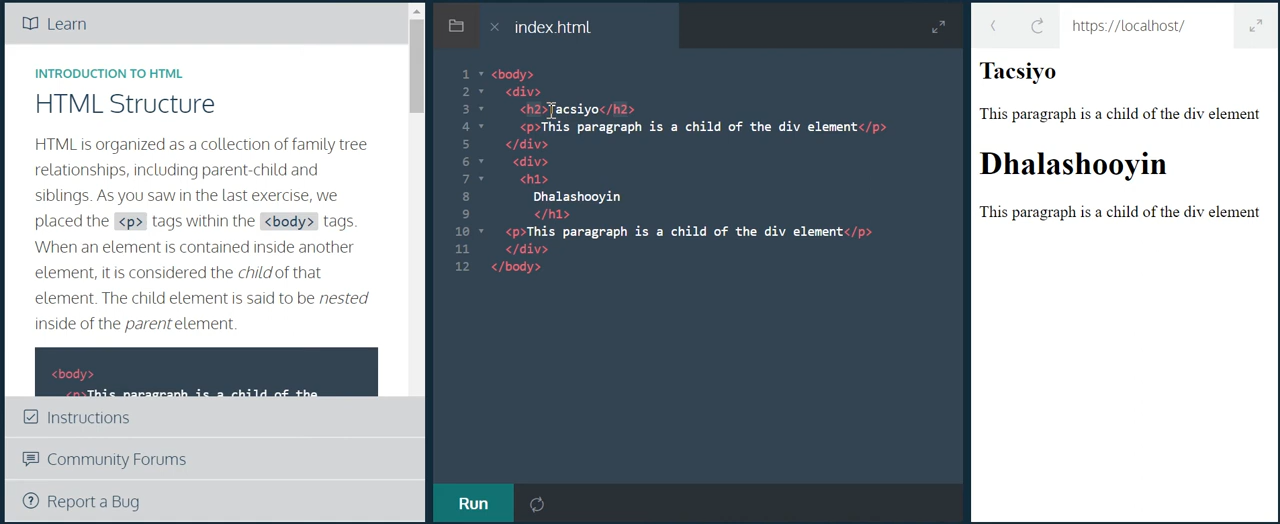 Learn
INTRODUCTION TO HTML
HTML Structure
HTML is organized as a collection of family tree
relationships, including parent-child and
siblings. As you saw in the last exercise, we
placed the <p> tags within the <body> tags.
When an element is contained inside another
element, it is considered the child of that
element. The child element is said to be nested
inside of the parent element.
<body>
<p>This paragraph is a child of the
Instructions
Community Forums
Report a Bug
index.html
1 <body>
2 <div>
3 <h2>Tacsiyo</h2>
4 <p>This paragraph is a child of the div element</p>
5 </div>
6 <div>
7 <h1>
8 Dhalashooyin
9 </h1>
10 <p>This paragraph is a child of the div element</p>
11 </div>
12 </body>
Run
https://localhost/
Tacsiyo
This paragraph is a child of the div element
Dhalashooyin
This paragraph is a child of the div element